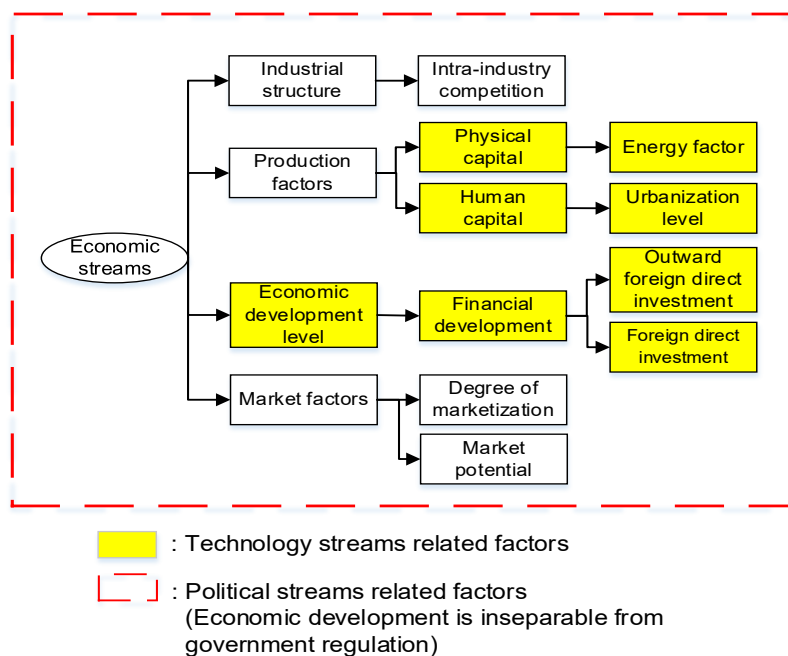 Industrial
structure
Intra-industry
competition
Production
factors
Physical
capital
Energy factor
Human
capital
Urbanization
level
Economic
streams
Economic
development
level
Financial
development
Outward
foreign direct
investment
Foreign direct
investment
Market factors
Degree of
marketization
Market
potential
: Technology streams related factors
: Political streams related factors
(Economic development is inseparable from
government regulation)